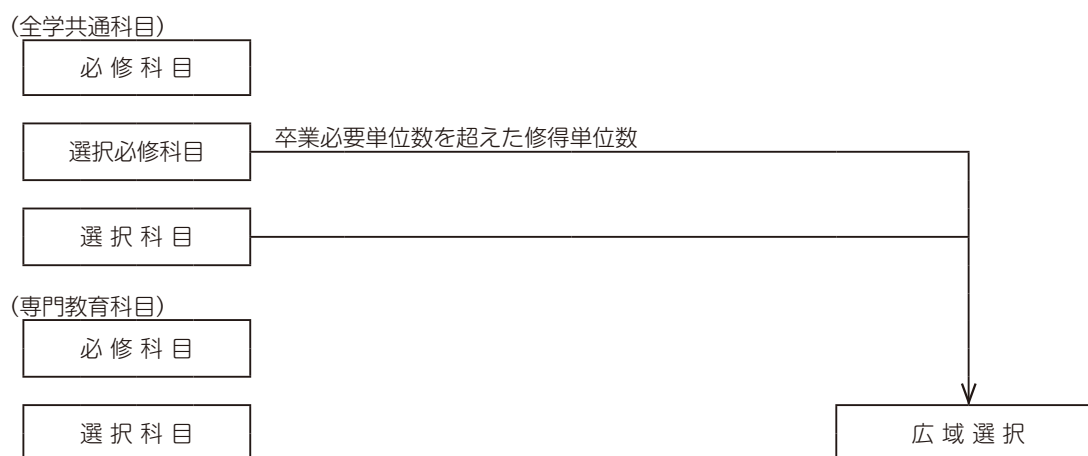 (全学共通科目)
必修科目
選択必修科目
卒業必要単位数を超えた修得単位数
選択科目
(専門教育科目)
必修科目
選択科目
広域選択